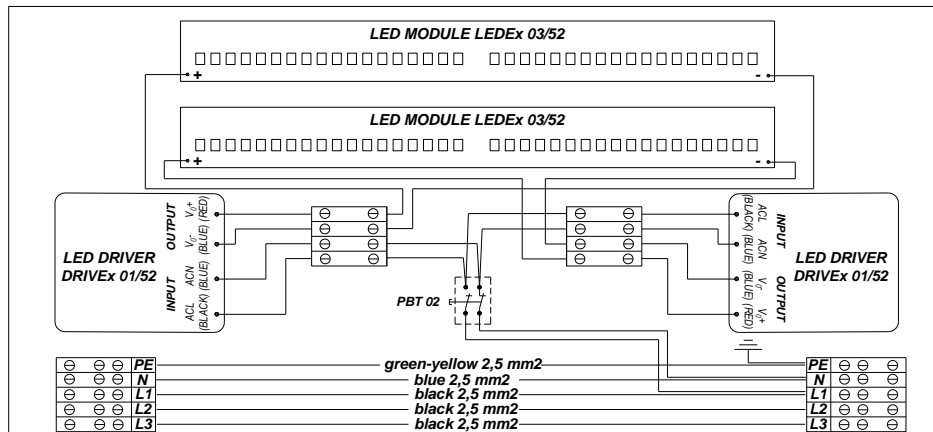 LED MODULE LEDEx 03/52
+ -
LED MODULE LEDEx 03/52
+ -
LED DRIVER
DRIVEx 01/52
OUTPUT
INPUT
V₀⁺ (RED)
V₀⁻ (BLUE)
ACN (BLUE)
ACL (BLACK)
PBT 02
ACL (BLACK)
ACN (BLUE)
V₀⁻ (BLUE)
V₀⁺ (RED)
INPUT
OUTPUT
LED DRIVER
DRIVEx 01/52
PE green-yellow 2,5 mm2 PE
N blue 2,5 mm2 N
L1 black 2,5 mm2 L1
L2 black 2,5 mm2 L2
L3 black 2,5 mm2 L3